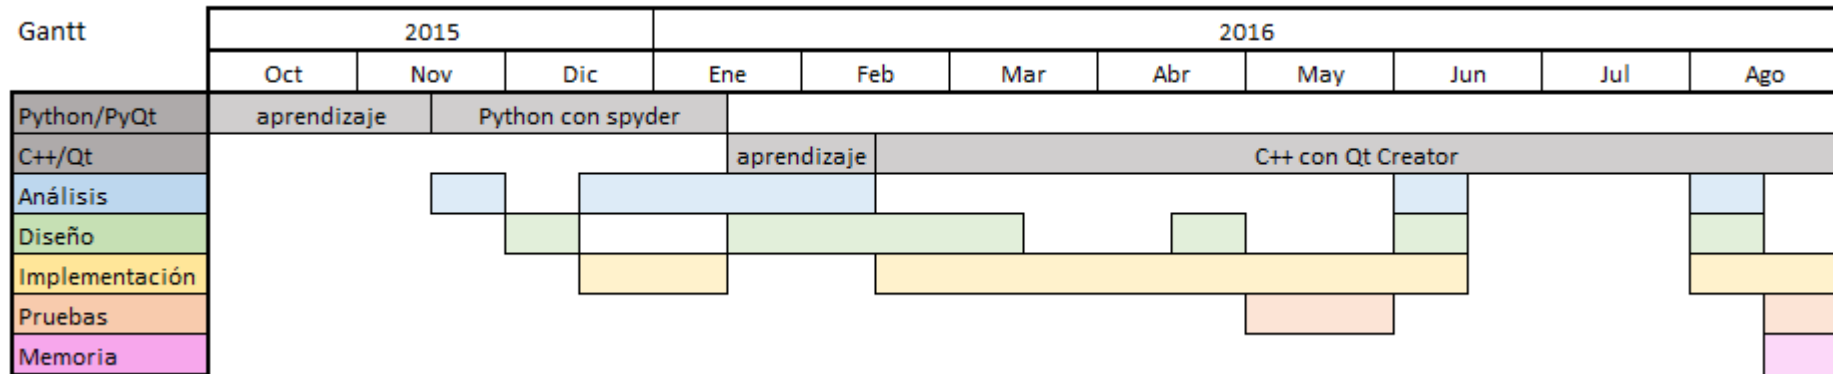 Gantt 2015 2016
Oct Nov Dic Ene Feb Mar Abr May Jun Jul Ago
Python/PyQt aprendizaje Python con spyder
C++/Qt aprendizaje C++ con Qt Creator
Análisis
Diseño
Implementación
Pruebas
Memoria